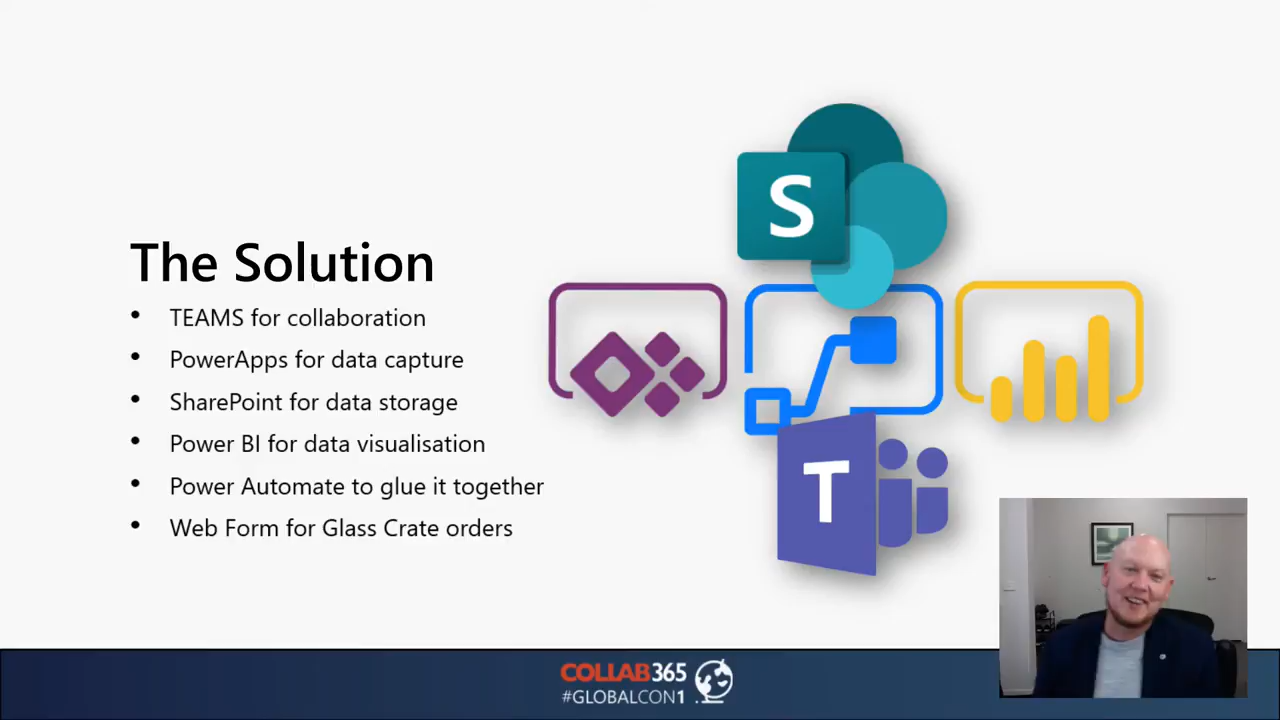 The Solution
• TEAMS for collaboration
• PowerApps for data capture
• SharePoint for data storage
• Power BI for data visualisation
• Power Automate to glue it together
• Web Form for Glass Crate orders
S
T
COLLAB365
#GLOBALCON1